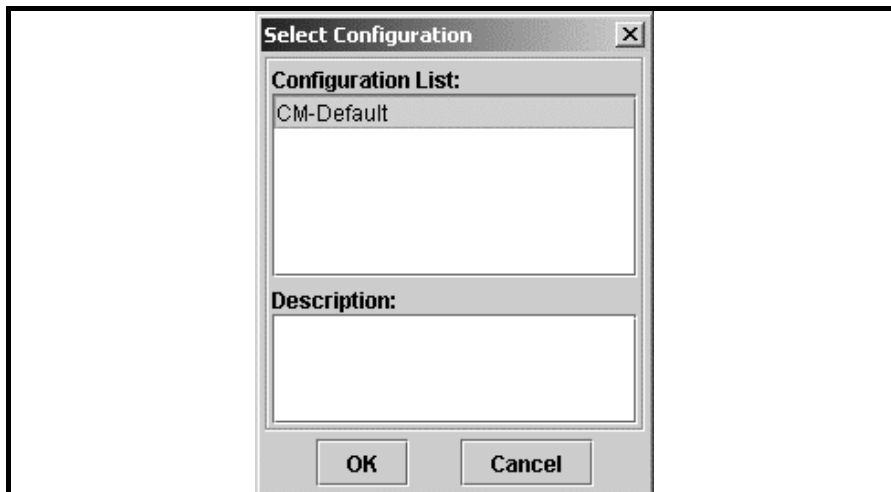 Select Configuration
Configuration List:
CM-Default
Description:
OK
Cancel